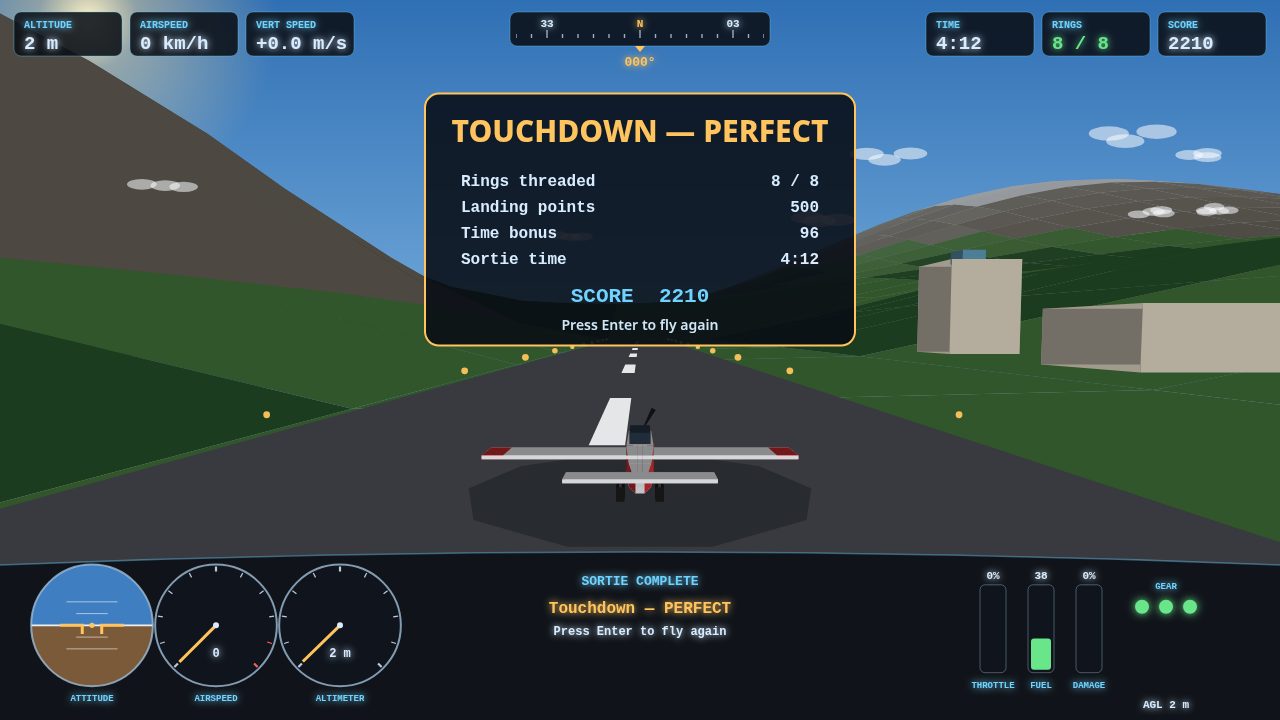 ALTITUDE
2 m
AIRSPEED
0 km/h
VERT SPEED
+0.0 m/s
33 N 03
000°
TIME
4:12
RINGS
8 / 8
SCORE
2210
TOUCHDOWN — PERFECT
Rings threaded 8 / 8
Landing points 500
Time bonus 96
Sortie time 4:12
SCORE 2210
Press Enter to fly again
SORTIE COMPLETE
Touchdown — PERFECT
Press Enter to fly again
0
2 m
ATTITUDE
AIRSPEED
ALTIMETER
0% 38 0%
THROTTLE FUEL DAMAGE
GEAR
AGL 2 m